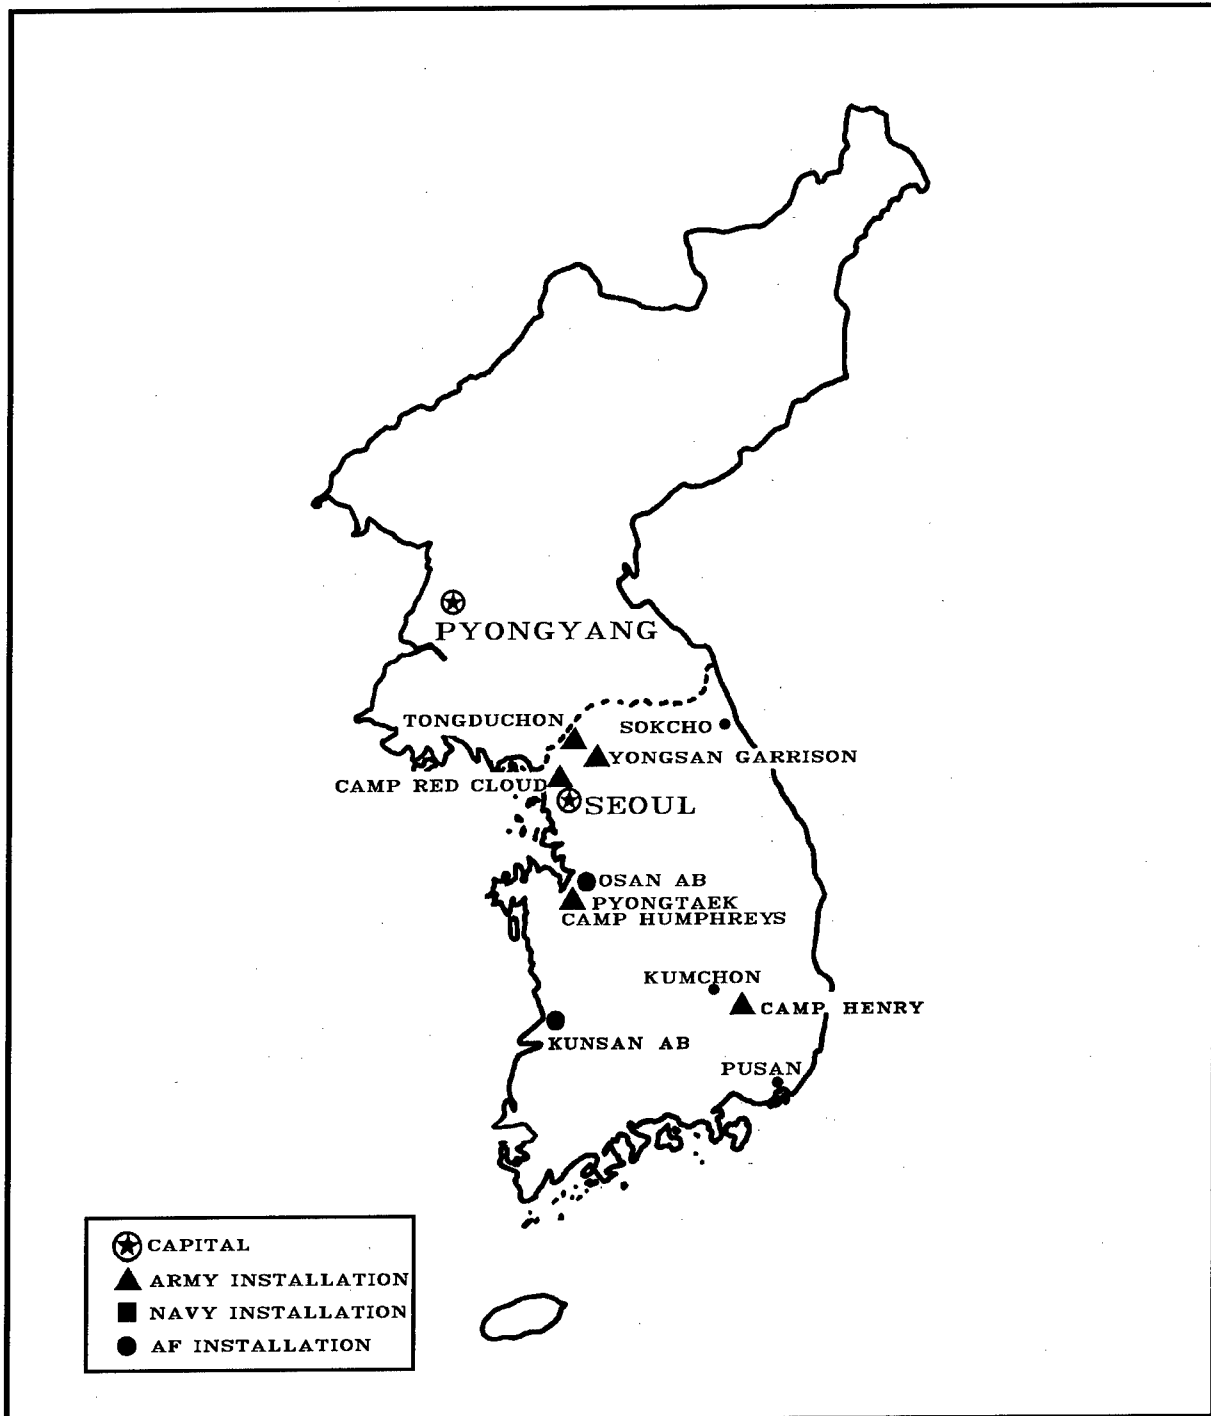 PYONGYANG
TONGDUCHON
SOKCHO
YONGSAN GARRISON
CAMP RED CLOUD
SEOUL
OSAN AB
PYONGTAEK
CAMP HUMPHREYS
KUMCHON
CAMP HENRY
KUNSAN AB
PUSAN
CAPITAL
ARMY INSTALLATION
NAVY INSTALLATION
AF INSTALLATION